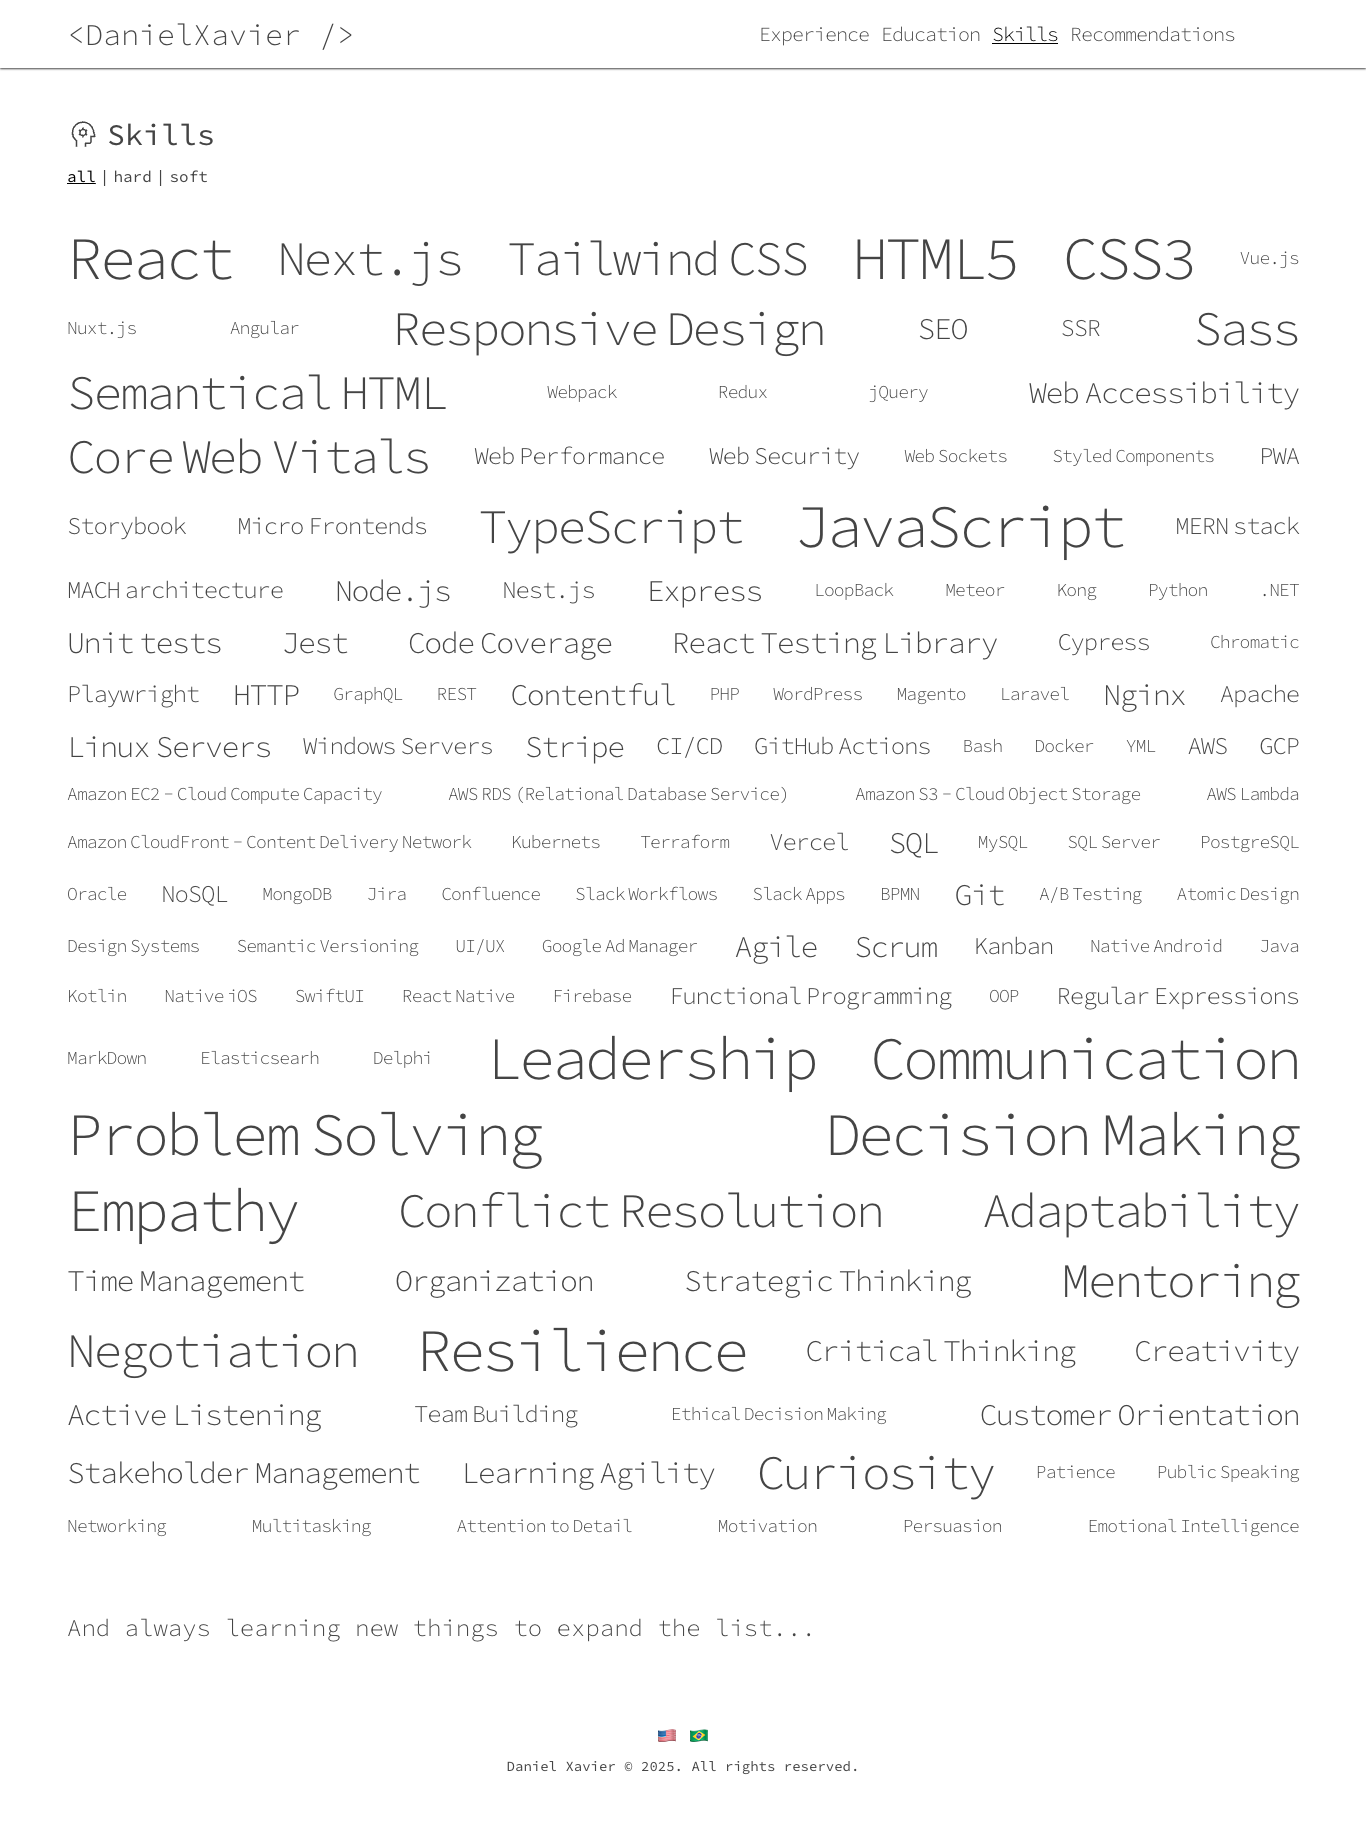 <DanielXavier />
Experience Education Skills Recommendations
Skills
all | hard | soft
React Next.js Tailwind CSS HTML5 CSS3 Vue.js
Nuxt.js Angular Responsive Design SEO SSR Sass
Semantical HTML Webpack Redux jQuery Web Accessibility
Core Web Vitals Web Performance Web Security Web Sockets Styled Components PWA
Storybook Micro Frontends TypeScript JavaScript MERN stack
MACH architecture Node.js Nest.js Express LoopBack Meteor Kong Python .NET
Unit tests Jest Code Coverage React Testing Library Cypress Chromatic
Playwright HTTP GraphQL REST Contentful PHP WordPress Magento Laravel Nginx Apache
Linux Servers Windows Servers Stripe CI/CD GitHub Actions Bash Docker YML AWS GCP
Amazon EC2 - Cloud Compute Capacity AWS RDS (Relational Database Service) Amazon S3 - Cloud Object Storage AWS Lambda
Amazon CloudFront - Content Delivery Network Kubernets Terraform Vercel SQL MySQL SQL Server PostgreSQL
Oracle NoSQL MongoDB Jira Confluence Slack Workflows Slack Apps BPMN Git A/B Testing Atomic Design
Design Systems Semantic Versioning UI/UX Google Ad Manager Agile Scrum Kanban Native Android Java
Kotlin Native iOS SwiftUI React Native Firebase Functional Programming OOP Regular Expressions
MarkDown Elasticsearh Delphi Leadership Communication
Problem Solving Decision Making
Empathy Conflict Resolution Adaptability
Time Management Organization Strategic Thinking Mentoring
Negotiation Resilience Critical Thinking Creativity
Active Listening Team Building Ethical Decision Making Customer Orientation
Stakeholder Management Learning Agility Curiosity Patience Public Speaking
Networking Multitasking Attention to Detail Motivation Persuasion Emotional Intelligence
And always learning new things to expand the list...
Daniel Xavier © 2025. All rights reserved.